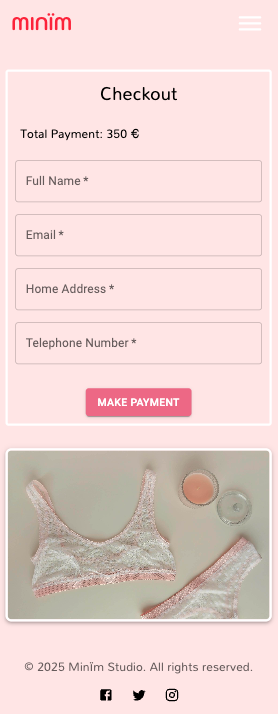 minïm
Checkout
Total Payment: 350 €
Full Name *
Email *
Home Address *
Telephone Number *
MAKE PAYMENT
© 2025 Minïm Studio. All rights reserved.